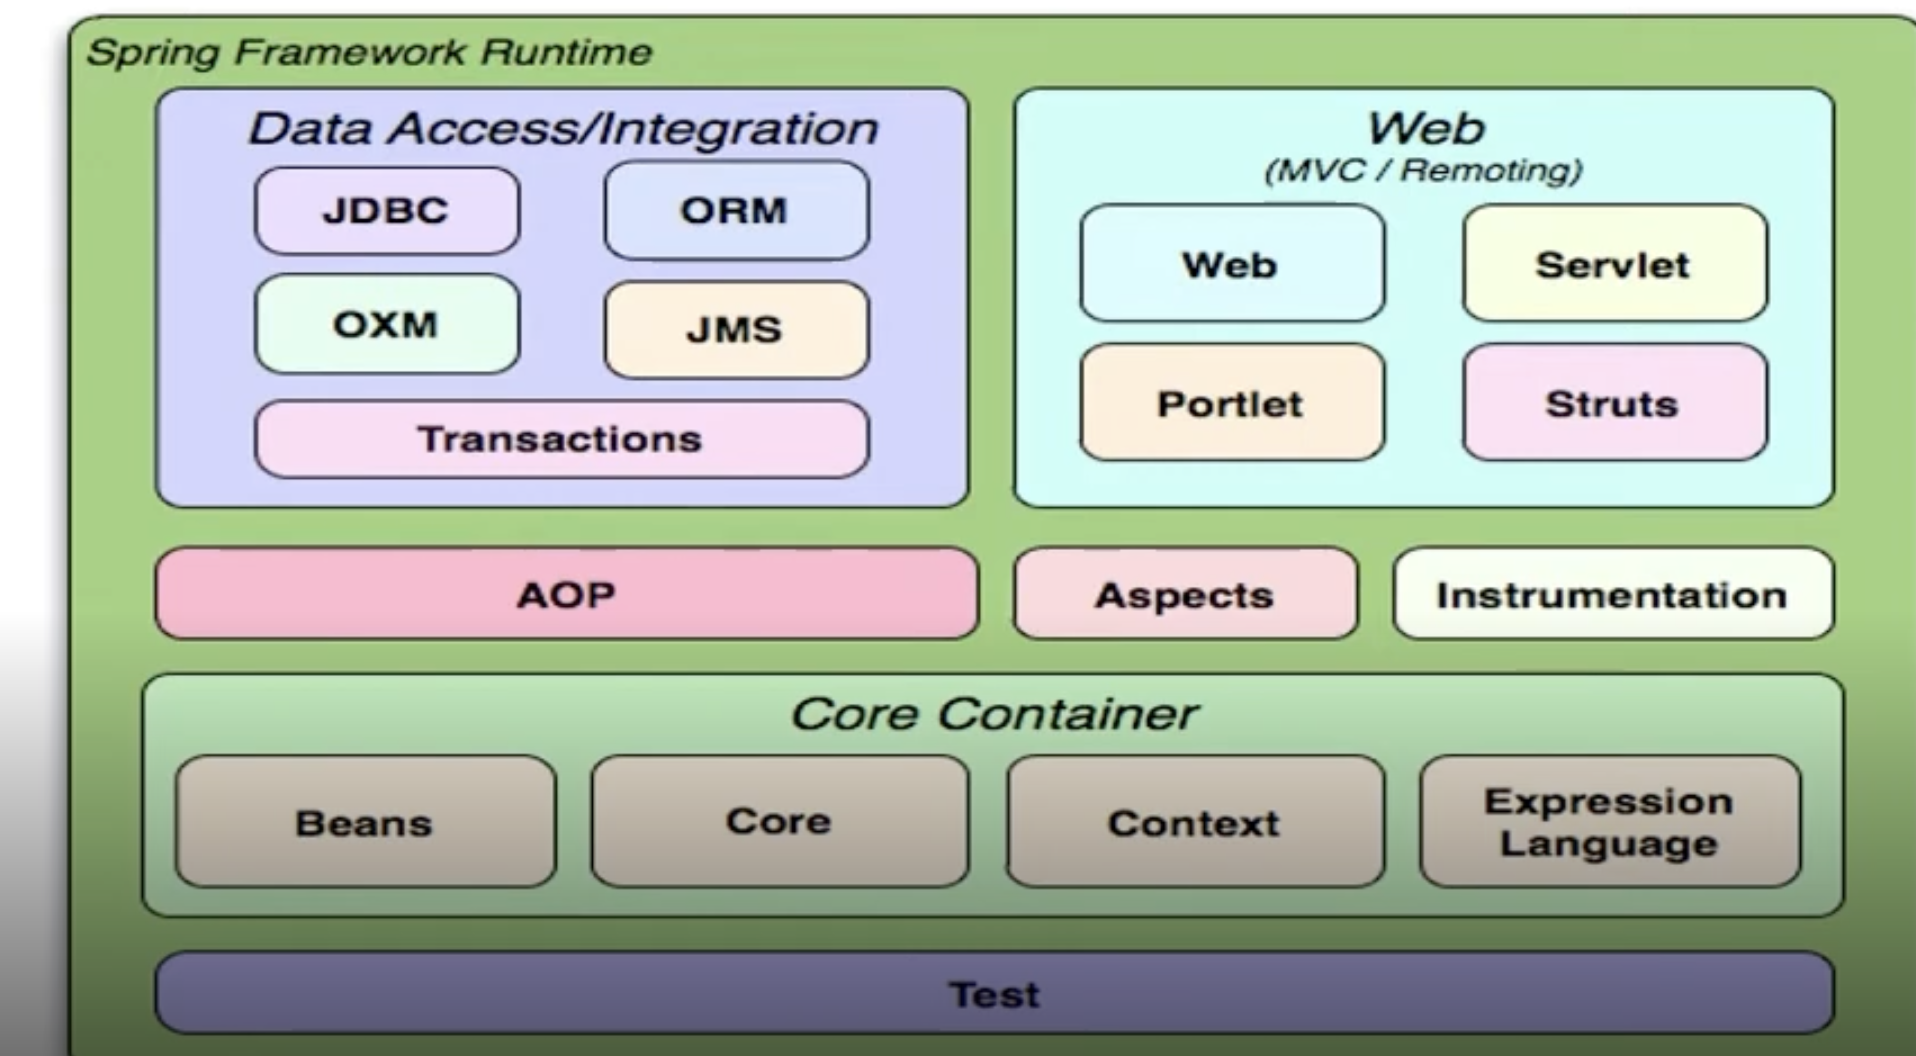 Spring Framework Runtime
Data Access/Integration
JDBC
ORM
OXM
JMS
Transactions
Web
(MVC / Remoting)
Web
Servlet
Portlet
Struts
AOP
Aspects
Instrumentation
Core Container
Beans
Core
Context
Expression
Language
Test